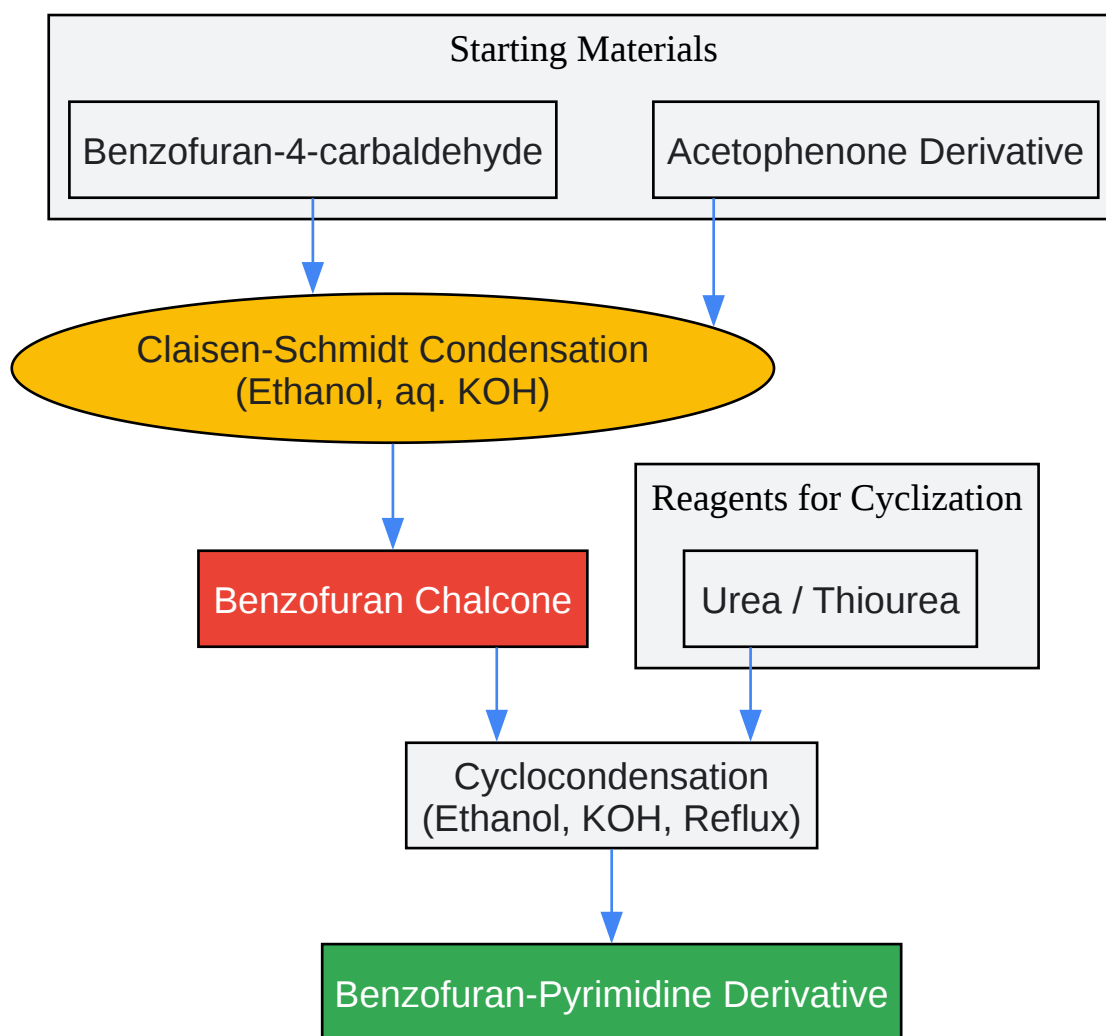 Starting Materials
Benzofuran-4-carbaldehyde
Acetophenone Derivative
Claisen-Schmidt Condensation
(Ethanol, aq. KOH)
Reagents for Cyclization
Benzofuran Chalcone
Urea / Thiourea
Cyclocondensation
(Ethanol, KOH, Reflux)
Benzofuran-Pyrimidine Derivative